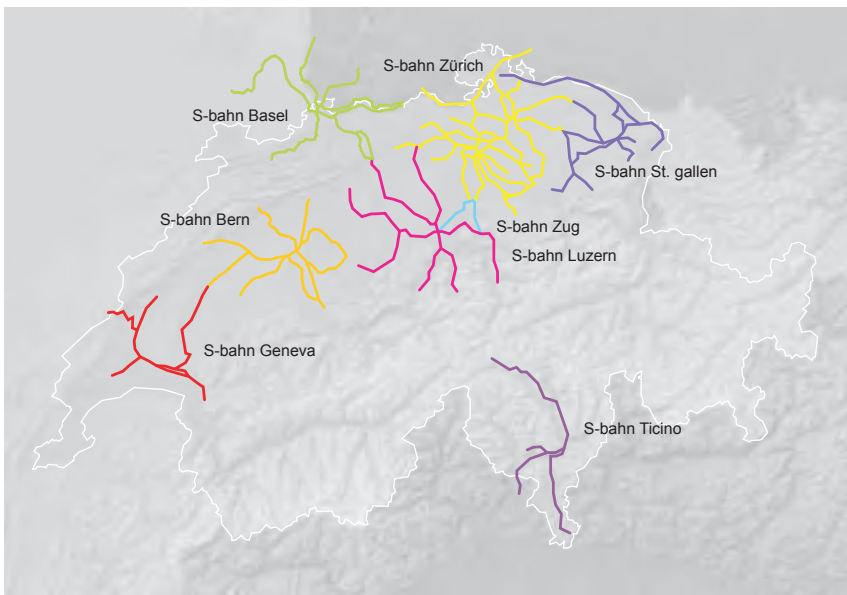 S-bahn Zürich
S-bahn Basel
S-bahn St. gallen
S-bahn Bern
S-bahn Zug
S-bahn Luzern
S-bahn Geneva
S-bahn Ticino